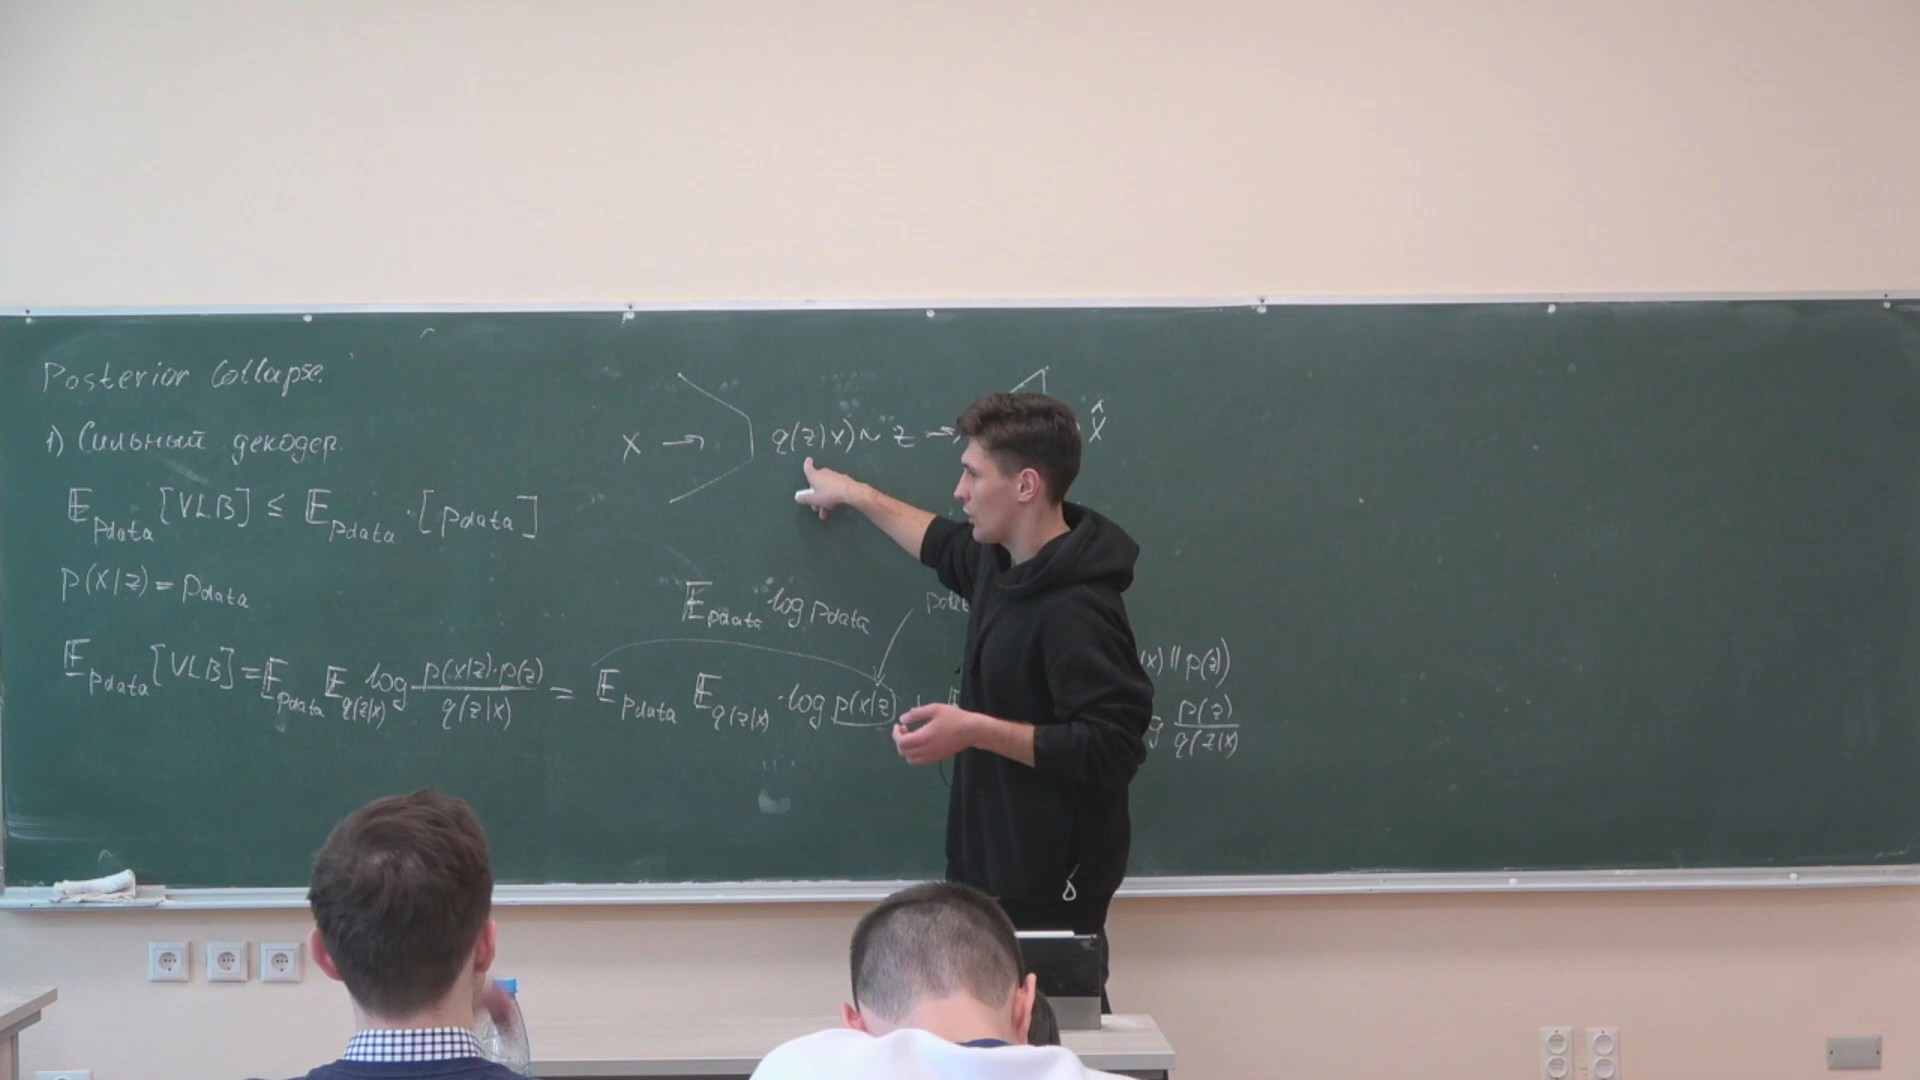 Posterior Collapse.
1) Сильный декодер.
𝔼_pdata [VLB] ≤ 𝔼_pdata · [pdata]
p(x|z) = pdata
𝔼_pdata [VLB] = 𝔼_pdata 𝔼_q(z|x) log p(x|z)·p(z) / q(z|x) = 𝔼_pdata 𝔼_q(z|x) · log p(x|z)
X → q(z|x) ~ z → X̂
𝔼_pdata log pdata
(x) || p(z))
p(z) / q(z|x)